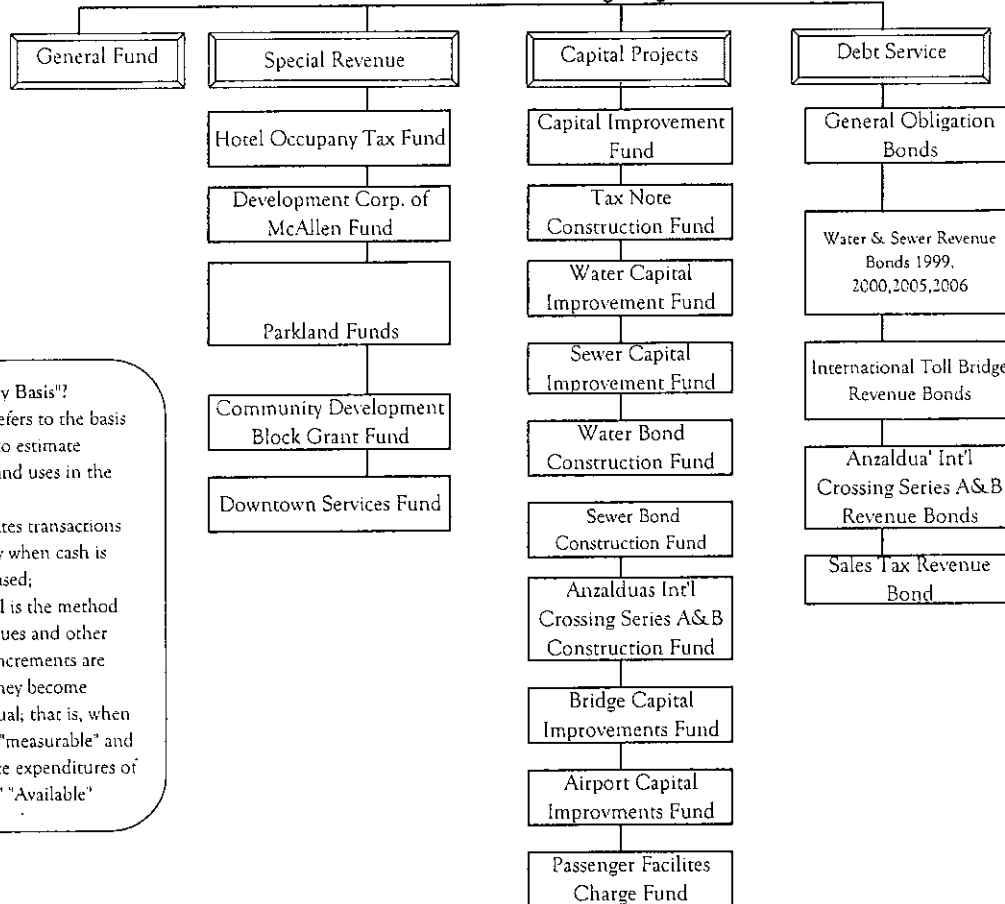 General Fund
Special Revenue
Capital Projects
Debt Service
Hotel Occupany Tax Fund
Development Corp. of
McAllen Fund
Parkland Funds
Community Development
Block Grant Fund
Downtown Services Fund
Capital Improvement
Fund
Tax Note
Construction Fund
Water Capital
Improvement Fund
Sewer Capital
Improvement Fund
Water Bond
Construction Fund
Sewer Bond
Construction Fund
Anzalduas Int'l
Crossing Series A&B
Construction Fund
Bridge Capital
Improvements Fund
Airport Capital
Improvments Fund
Passenger Facilites
Charge Fund
General Obligation
Bonds
Water & Sewer Revenue
Bonds 1999,
2000,2005,2006
International Toll Bridge
Revenue Bonds
Anzaldua' Int'l
Crossing Series A&B
Revenue Bonds
Sales Tax Revenue
Bond
y Basis"?
efers to the basis
to estimate
and uses in the
tes transactions
y when cash is
sed;
l is the method
ues and other
ncrements are
hey become
ual; that is, when
"measurable" and
ce expenditures of
" "Available"